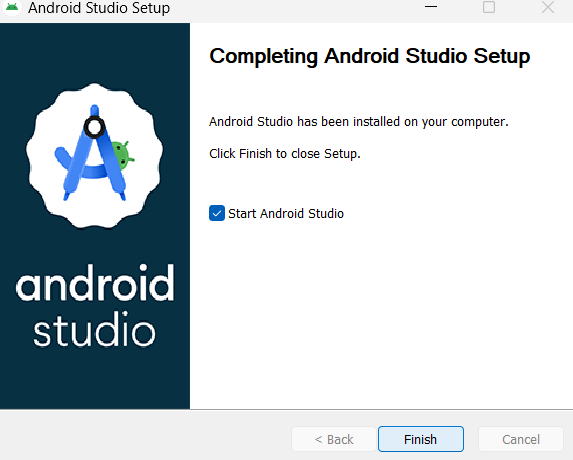 Android Studio Setup
Completing Android Studio Setup
Android Studio has been installed on your computer.
Click Finish to close Setup.
Start Android Studio
android
studio
< Back
Finish
Cancel